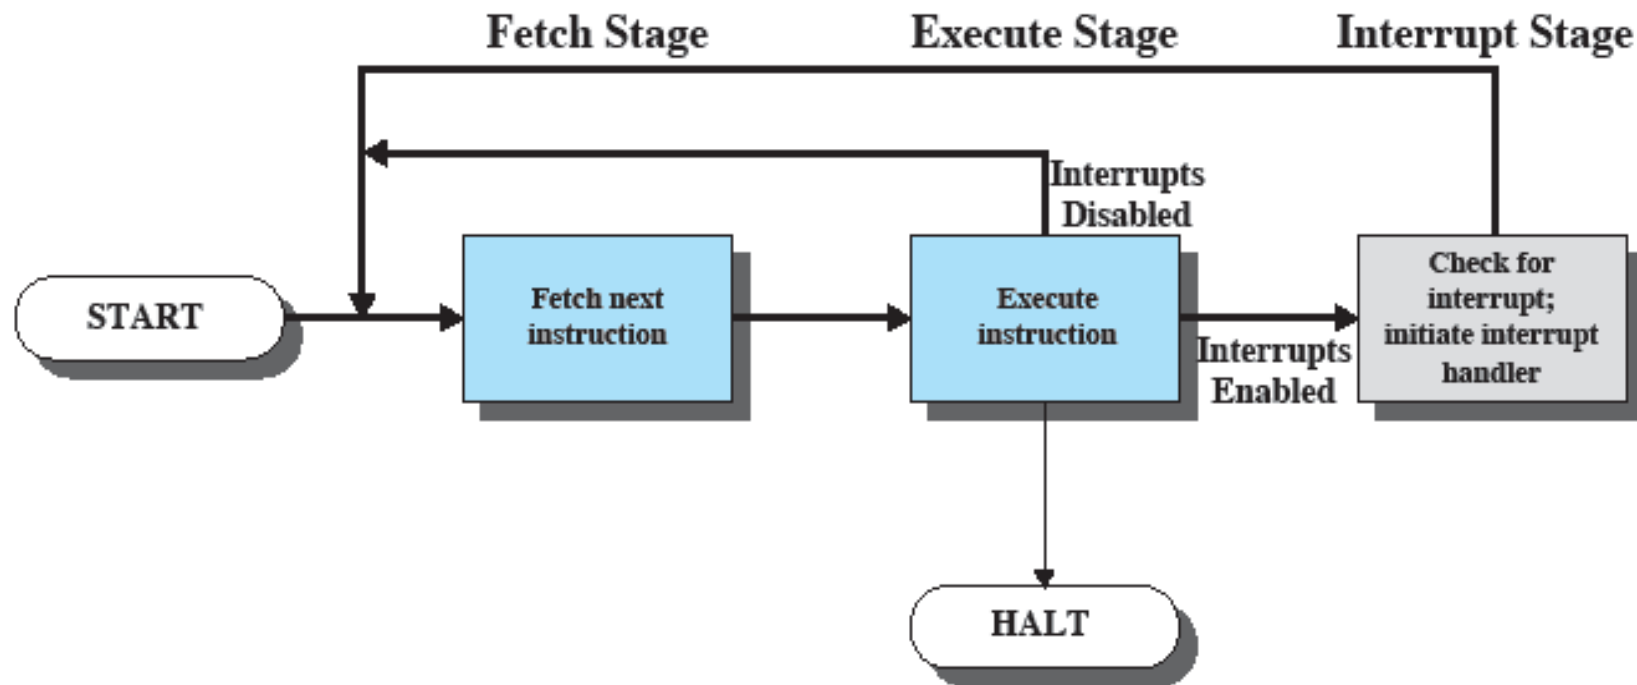 Fetch Stage
Execute Stage
Interrupt Stage
Interrupts
Disabled
START
Fetch next
instruction
Execute
instruction
Interrupts
Enabled
Check for
interrupt;
initiate interrupt
handler
HALT